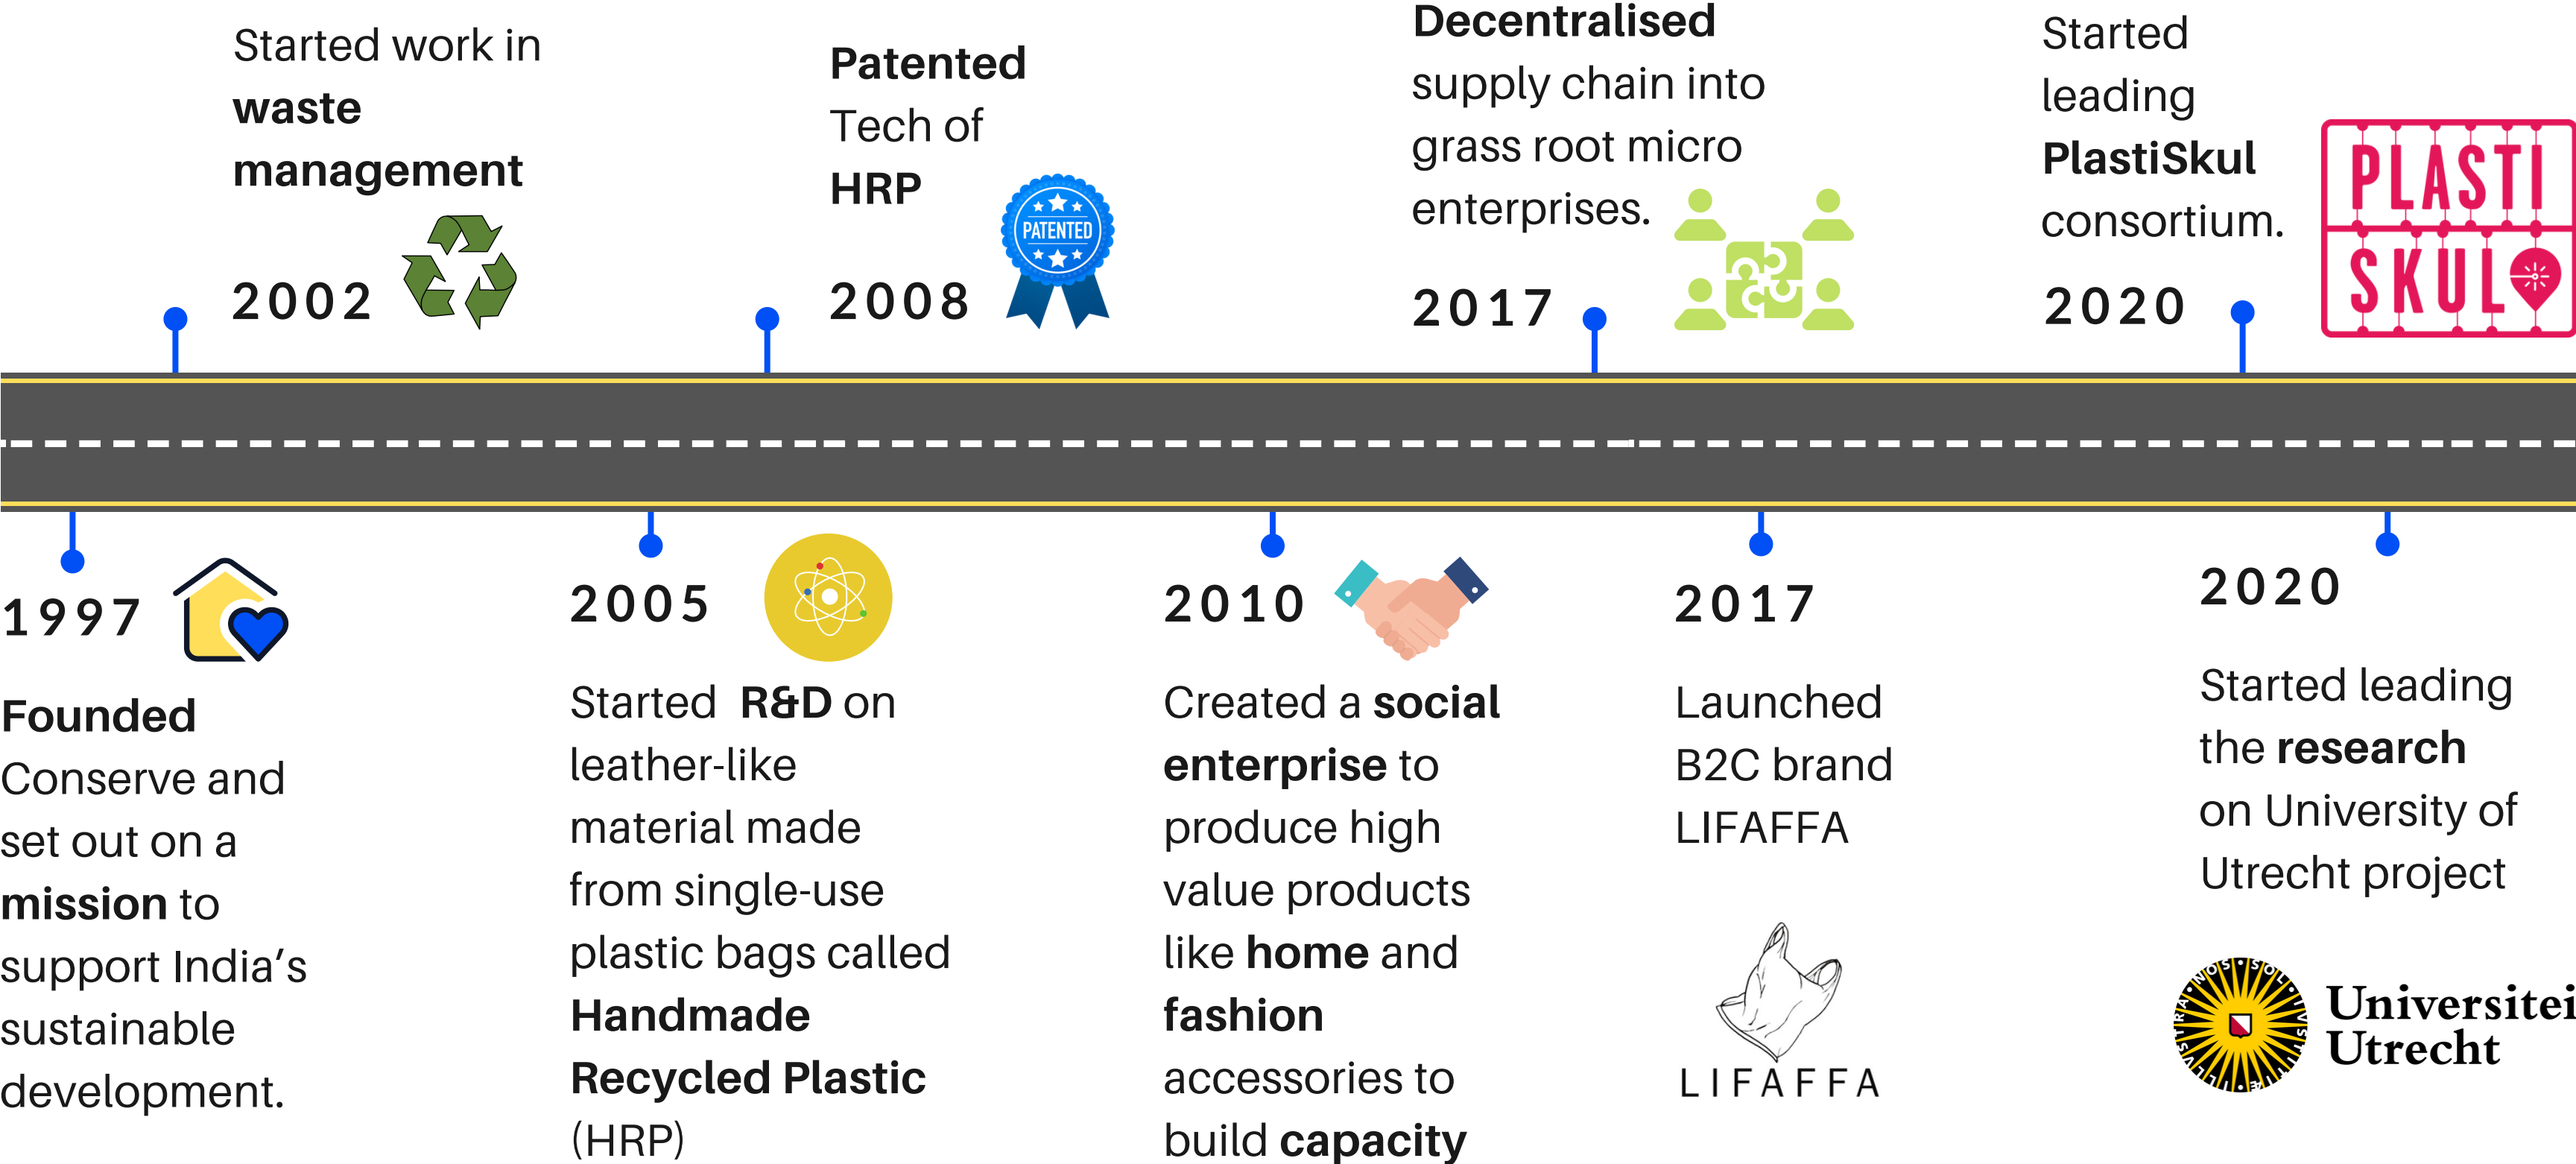 Started work in
waste
management
2002
Patented
Tech of
HRP
2008
PATENTED
Decentralised
supply chain into
grass root micro
enterprises.
2017
Started
leading
PlastiSkul
consortium.
2020
PLASTI
SKUL
1997
Founded
Conserve and
set out on a
mission to
support India’s
sustainable
development.
2005
Started R&D on
leather-like
material made
from single-use
plastic bags called
Handmade
Recycled Plastic
(HRP)
2010
Created a social
enterprise to
produce high
value products
like home and
fashion
accessories to
build capacity
2017
Launched
B2C brand
LIFAFFA
LIFAFFA
2020
Started leading
the research
on University of
Utrecht project
SOL IVSTITIÆ ILLVSTRA NOS
Universitei
Utrecht